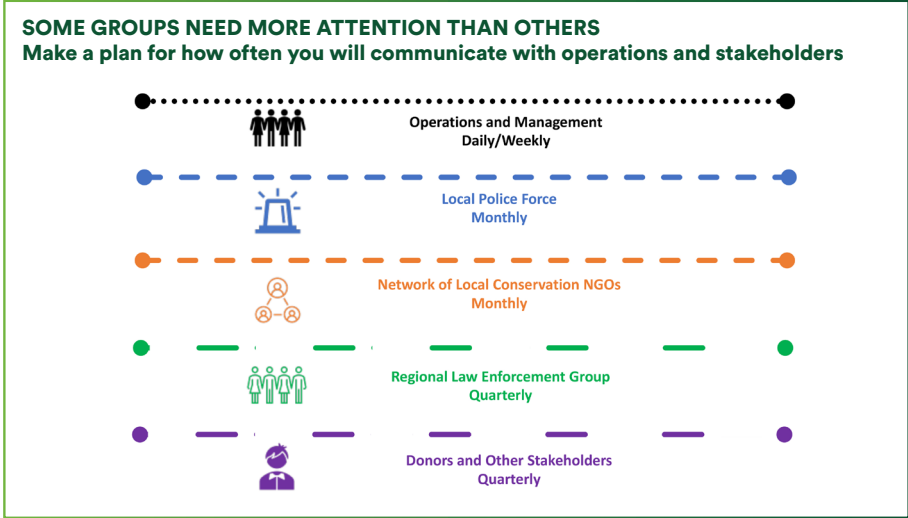 SOME GROUPS NEED MORE ATTENTION THAN OTHERS
Make a plan for how often you will communicate with operations and stakeholders
Operations and Management
Daily/Weekly
Local Police Force
Monthly
Network of Local Conservation NGOs
Monthly
Regional Law Enforcement Group
Quarterly
Donors and Other Stakeholders
Quarterly